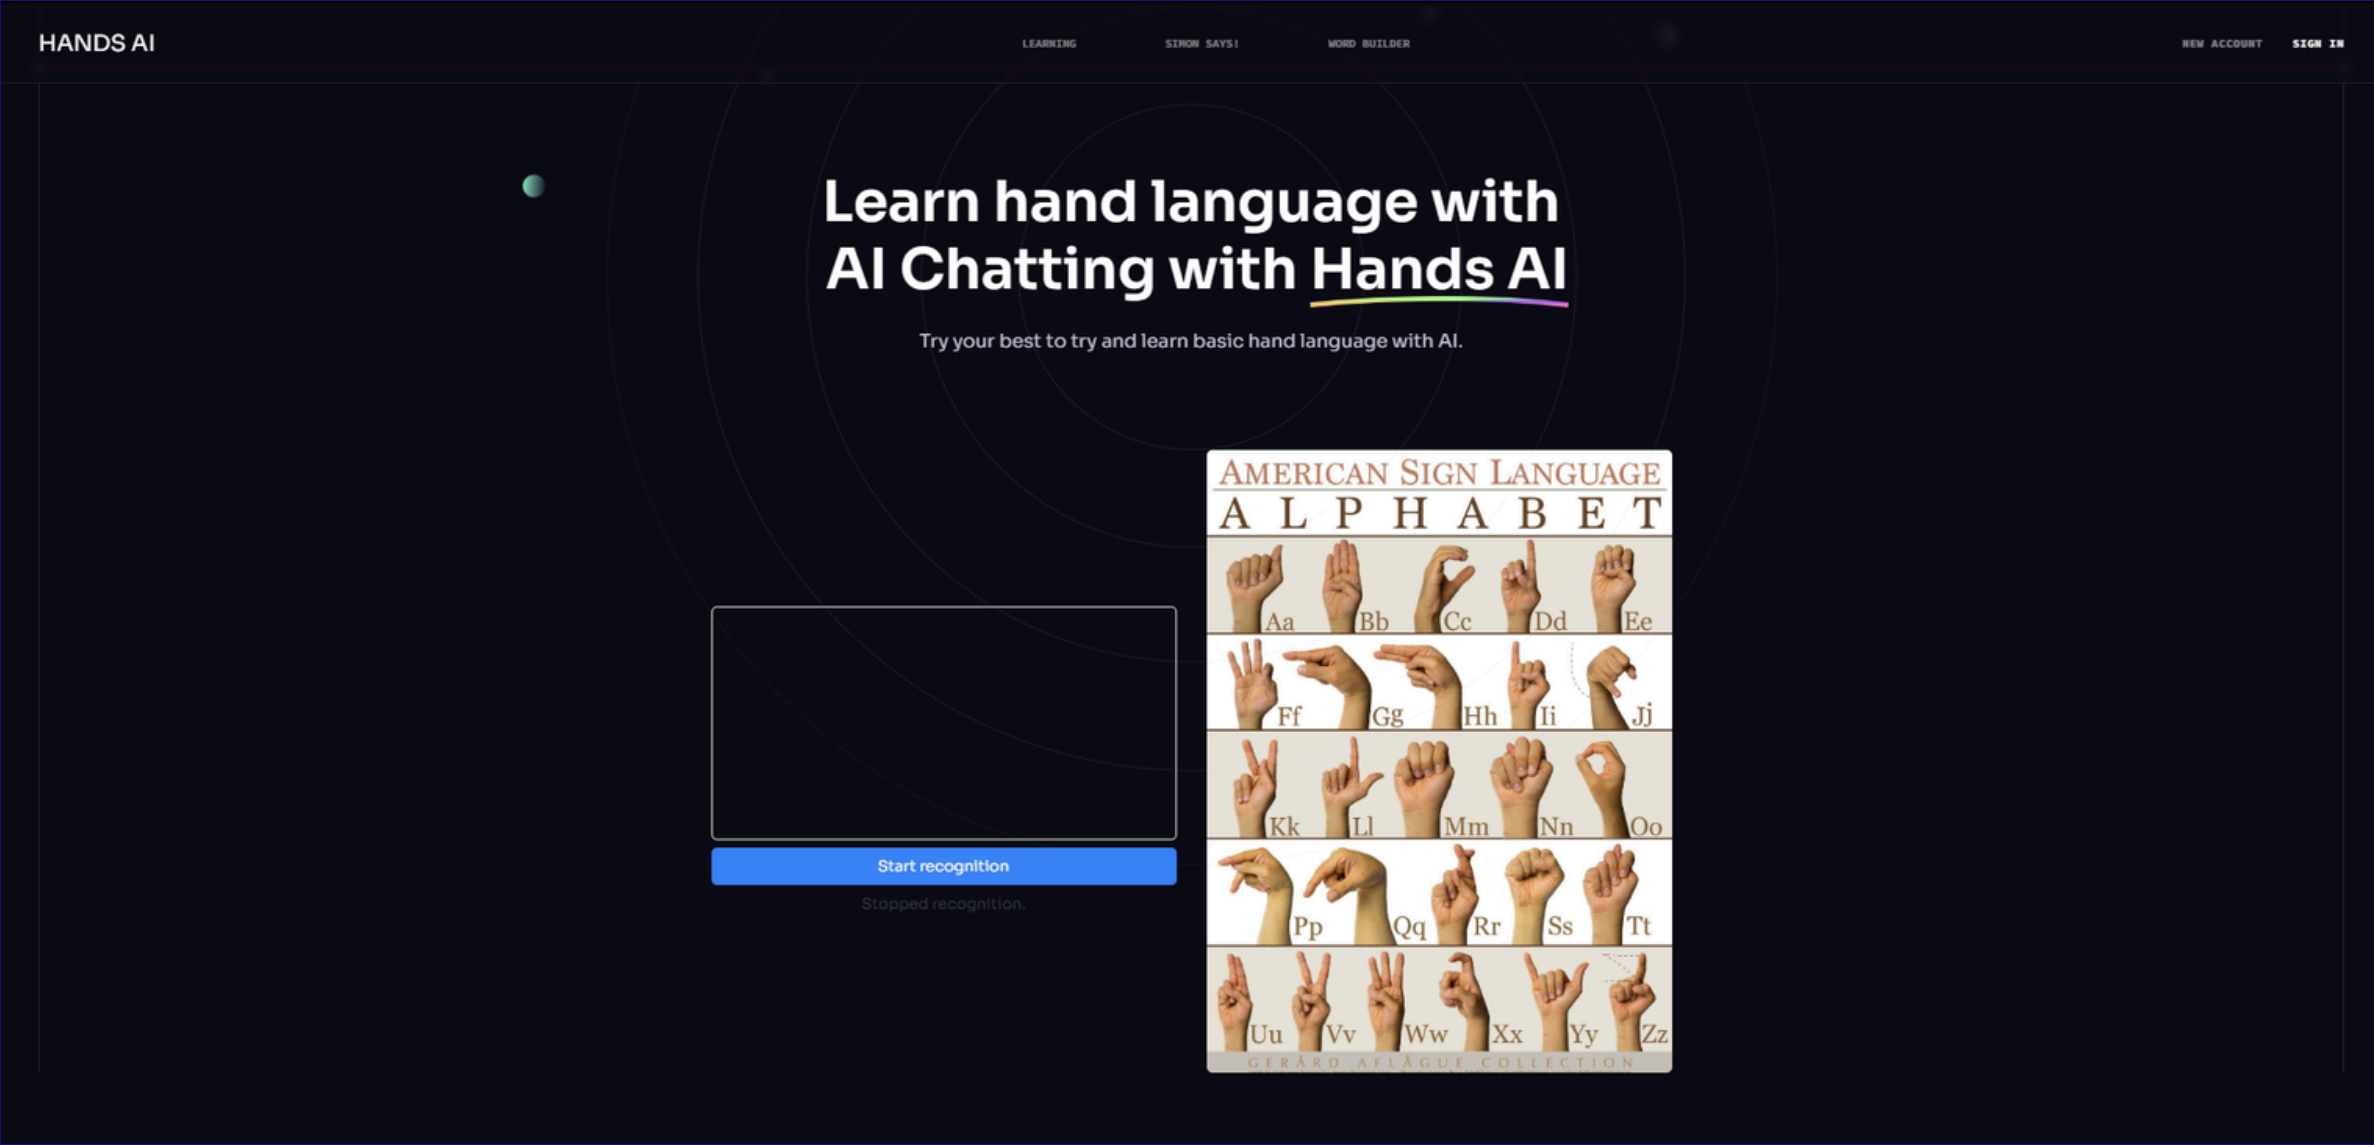 HANDS AI
LEARNING
SIMON SAYS!
WORD BUILDER
NEW ACCOUNT
SIGN IN
Learn hand language with
AI Chatting with Hands AI
Try your best to try and learn basic hand language with AI.
Start recognition
Stopped recognition.
AMERICAN SIGN LANGUAGE
ALPHABET
Aa Bb Cc Dd Ee
Ff Gg Hh Ii Jj
Kk Ll Mm Nn Oo
Pp Qq Rr Ss Tt
Uu Vv Ww Xx Yy Zz
GERÅRD AFLÅGUE COLLECTION